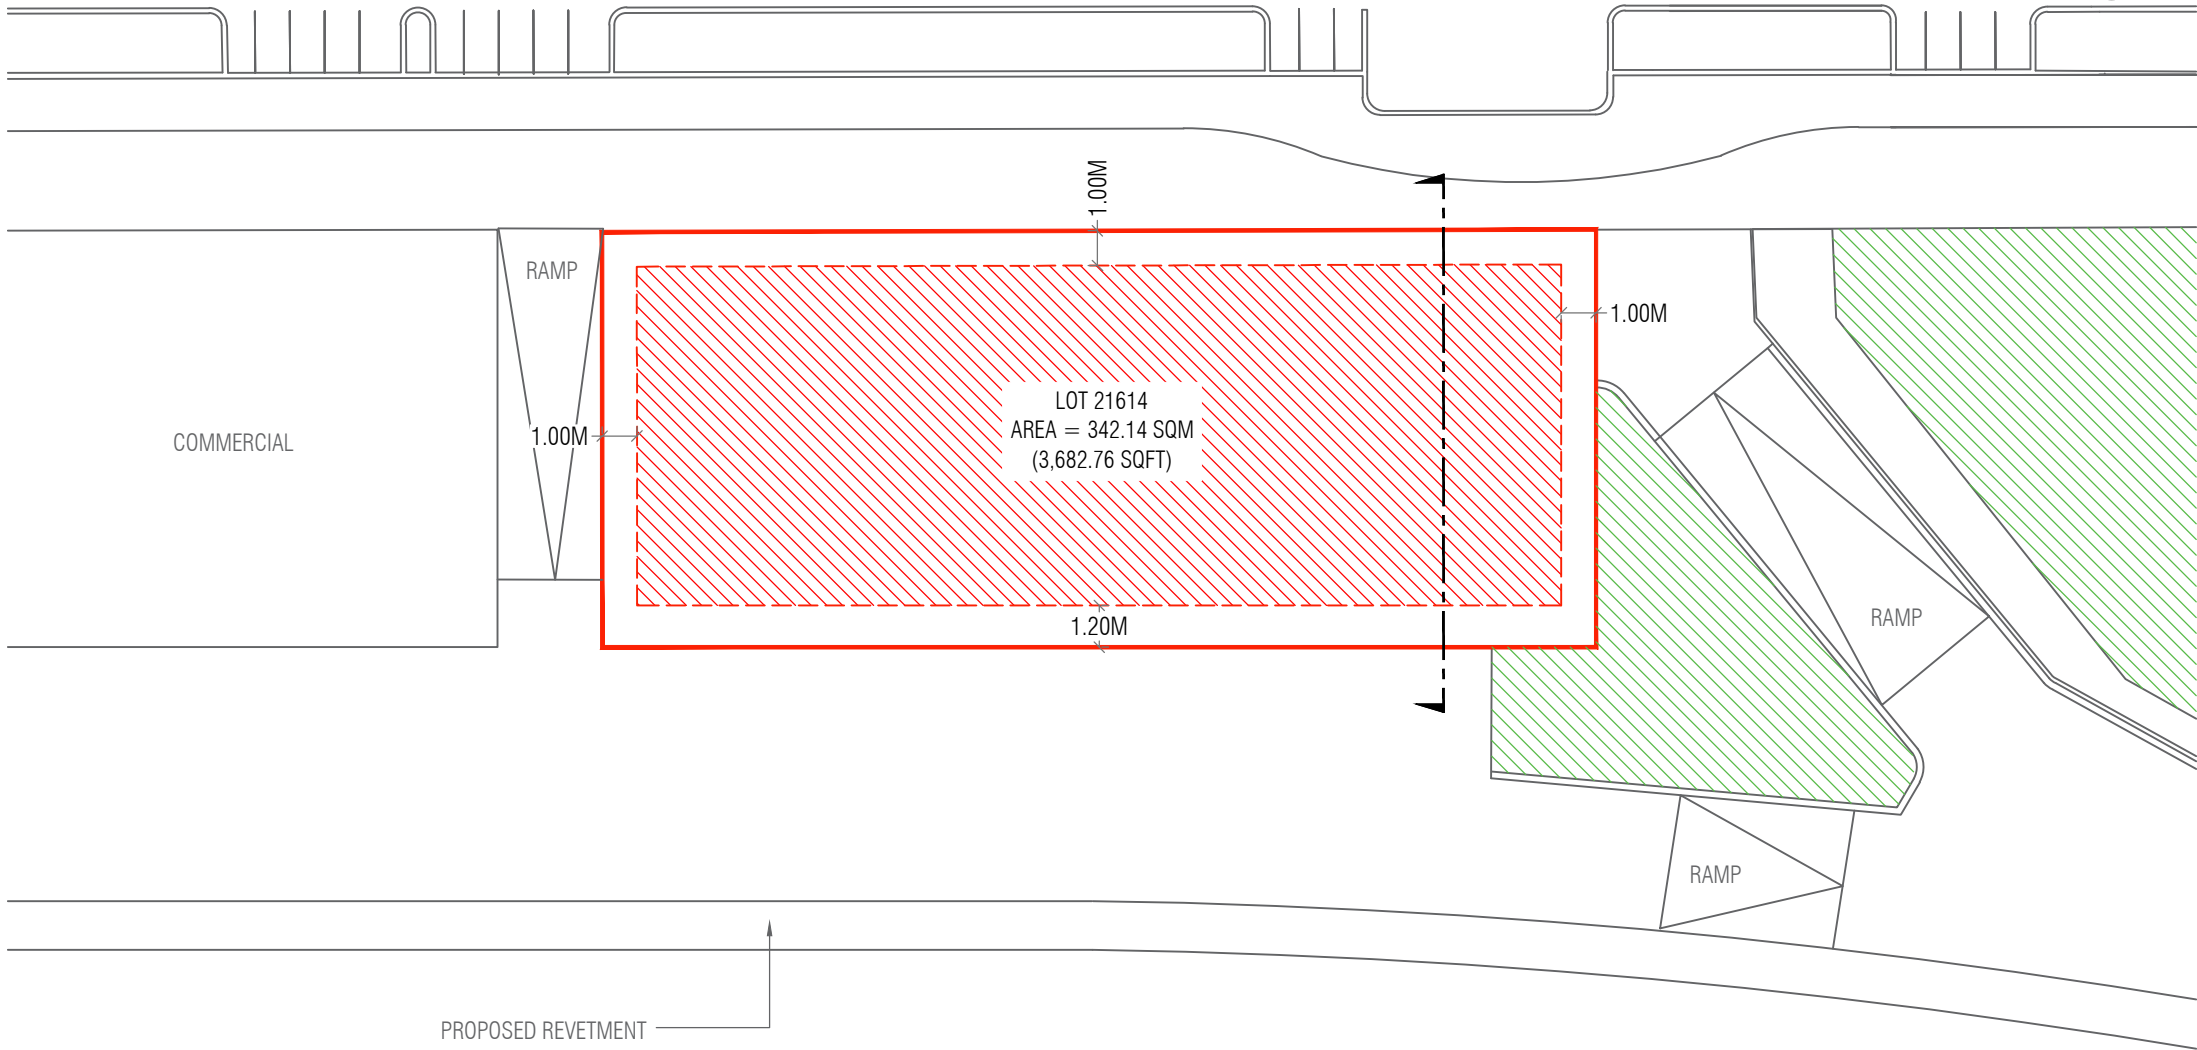 1.00M
RAMP
1.00M
LOT 21614
AREA = 342.14 SQM
(3,682.76 SQFT)
1.00M
COMMERCIAL
1.20M
RAMP
RAMP
PROPOSED REVETMENT